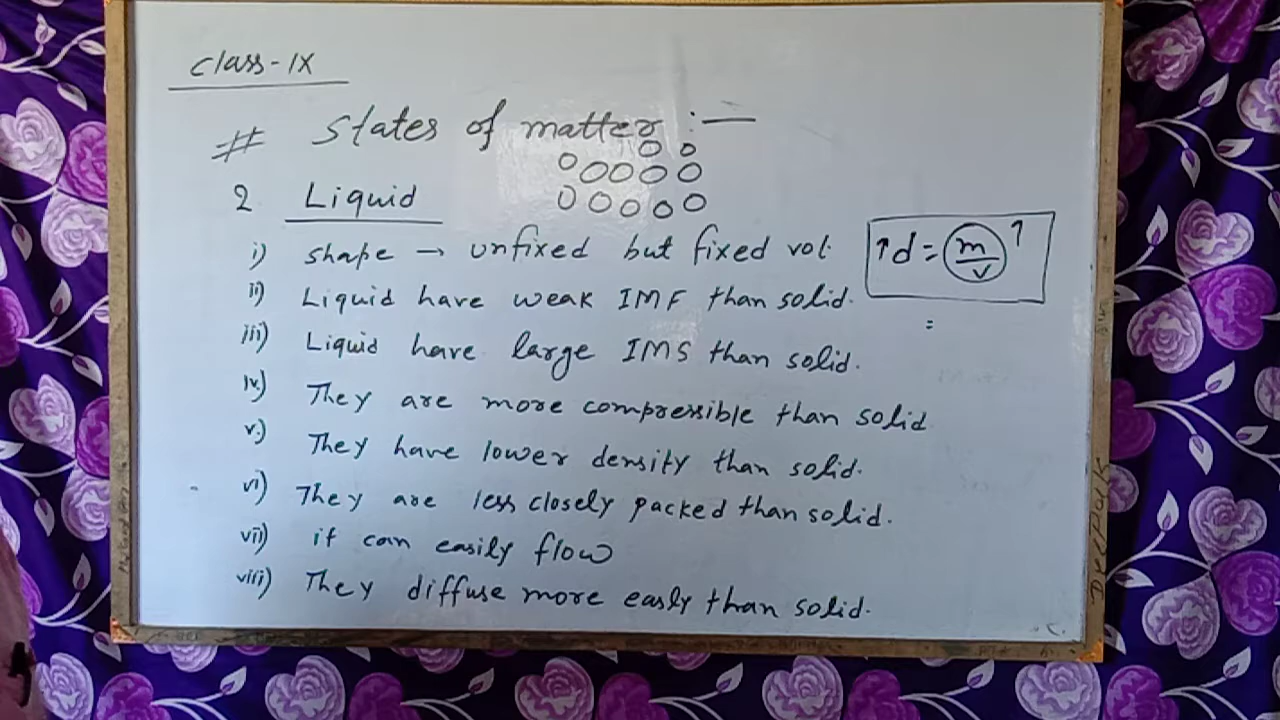 class-IX
# States of matter :—
2 Liquid
i) shape → unfixed but fixed vol.
↑d = m/v ↑
=
ii) Liquid have weak IMF than solid.
iii) Liquid have large IMS than solid.
iv.) They are more compressible than solid
v.) They have lower density than solid.
vi) They are less closely packed than solid.
vii) it can easily flow
viii) They diffuse more easly than solid.